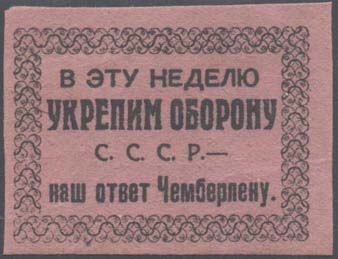 В ЭТУ НЕДЕЛЮ
УКРЕПИМ ОБОРОНУ
С. С. С. Р.—
наш ответ Чемберлену.